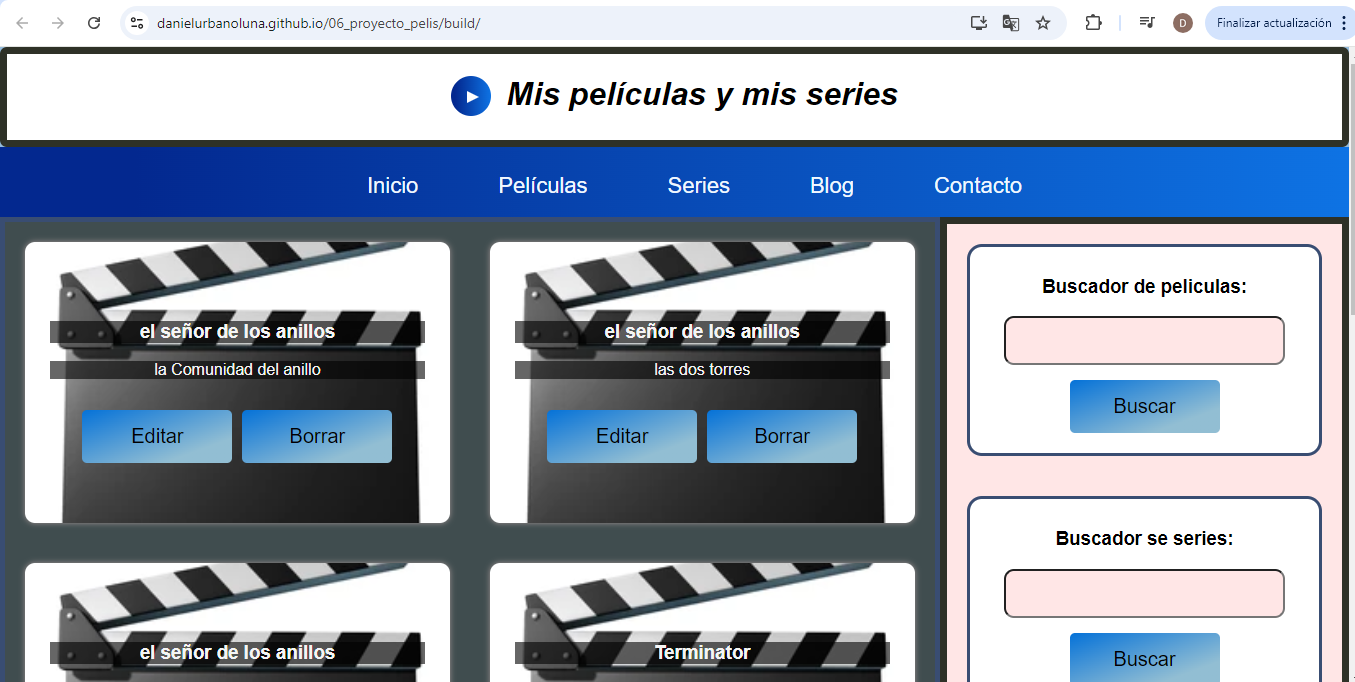 danielurbanoluna.github.io/06_proyecto_pelis/build/
D
Finalizar actualización
Mis películas y mis series
Inicio Películas Series Blog Contacto
el señor de los anillos
la Comunidad del anillo
Editar Borrar
el señor de los anillos
las dos torres
Editar Borrar
el señor de los anillos
Terminator
Buscador de peliculas:
Buscar
Buscador se series:
Buscar